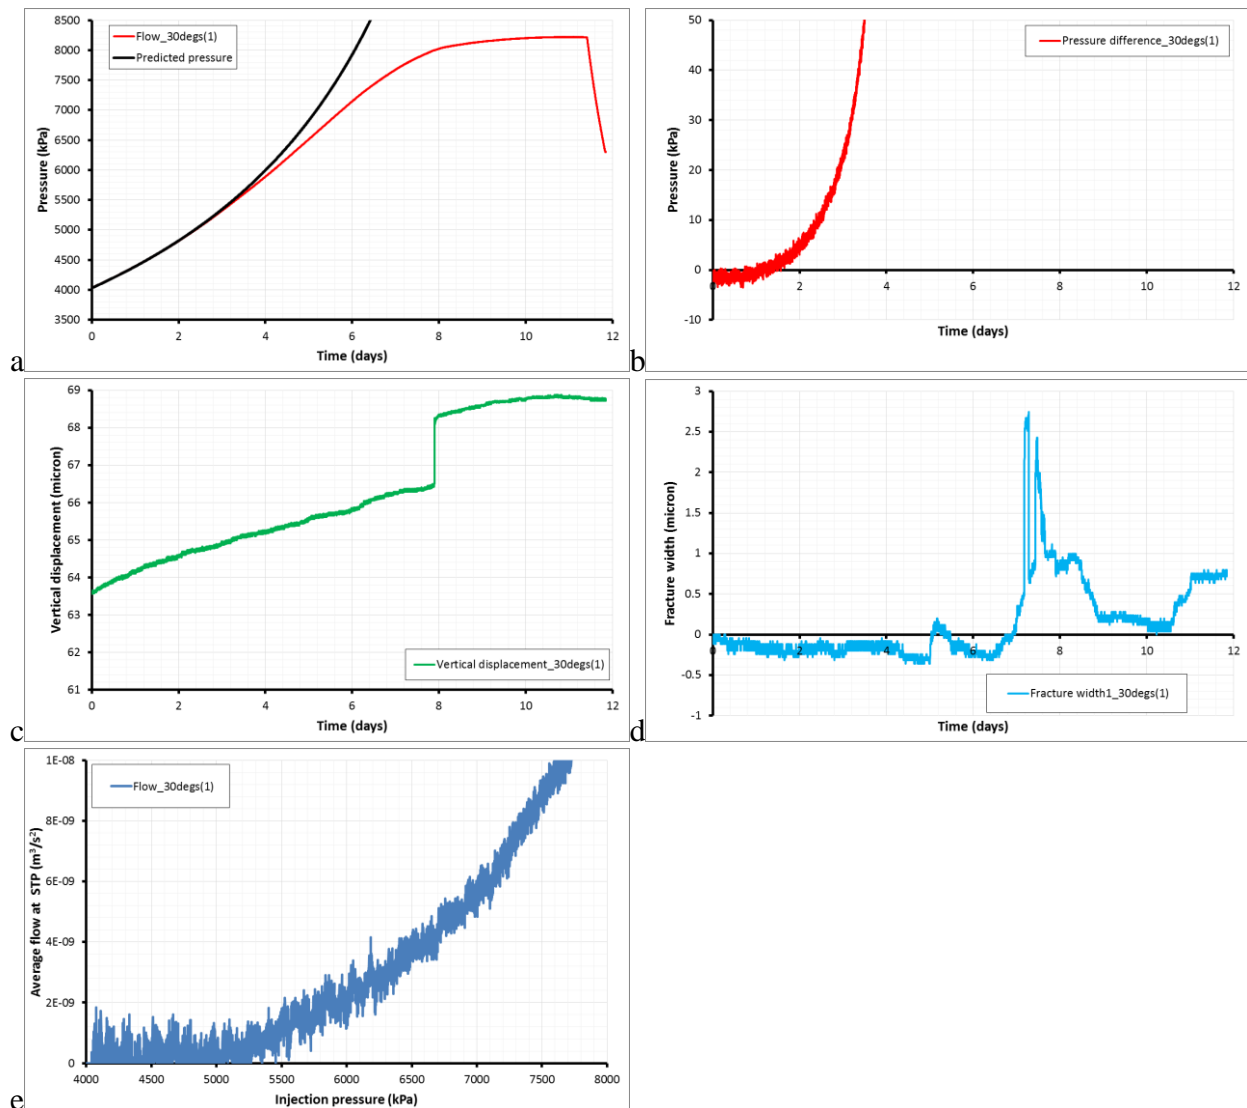 8500
8000
7500
7000
6500
6000
5500
5000
4500
4000
3500
Pressure (kPa)
Flow_30degs(1)
Predicted pressure
0 2 4 6 8 10 12
Time (days)
a
50
40
30
20
10
0
-10
Pressure (kPa)
Pressure difference_30degs(1)
0 2 4 6 8 10 12
Time (days)
b
69
68
67
66
65
64
63
62
61
Vertical displacement (micron)
Vertical displacement_30degs(1)
0 2 4 6 8 10 12
Time (days)
c
3
2.5
2
1.5
1
0.5
0
-0.5
-1
Fracture width (micron)
0 2 4 6 8 10 12
Fracture width1_30degs(1)
Time (days)
d
1E-08
8E-09
6E-09
4E-09
2E-09
0
Average flow at STP (m³/s²)
Flow_30degs(1)
4000 4500 5000 5500 6000 6500 7000 7500 8000
Injection pressure (kPa)
e